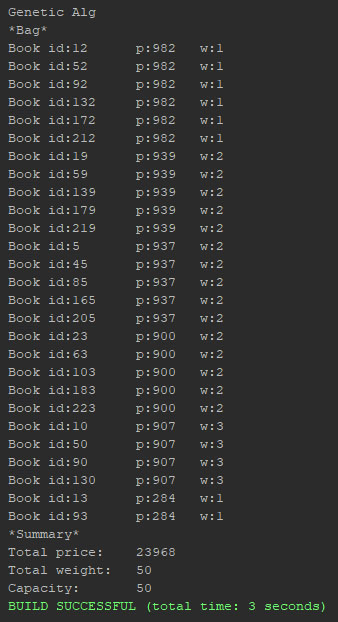 Genetic Alg
*Bag*
Book id:12 p:982 w:1
Book id:52 p:982 w:1
Book id:92 p:982 w:1
Book id:132 p:982 w:1
Book id:172 p:982 w:1
Book id:212 p:982 w:1
Book id:19 p:939 w:2
Book id:59 p:939 w:2
Book id:139 p:939 w:2
Book id:179 p:939 w:2
Book id:219 p:939 w:2
Book id:5 p:937 w:2
Book id:45 p:937 w:2
Book id:85 p:937 w:2
Book id:165 p:937 w:2
Book id:205 p:937 w:2
Book id:23 p:900 w:2
Book id:63 p:900 w:2
Book id:103 p:900 w:2
Book id:183 p:900 w:2
Book id:223 p:900 w:2
Book id:10 p:907 w:3
Book id:50 p:907 w:3
Book id:90 p:907 w:3
Book id:130 p:907 w:3
Book id:13 p:284 w:1
Book id:93 p:284 w:1
*Summary*
Total price: 23968
Total weight: 50
Capacity: 50
BUILD SUCCESSFUL (total time: 3 seconds)